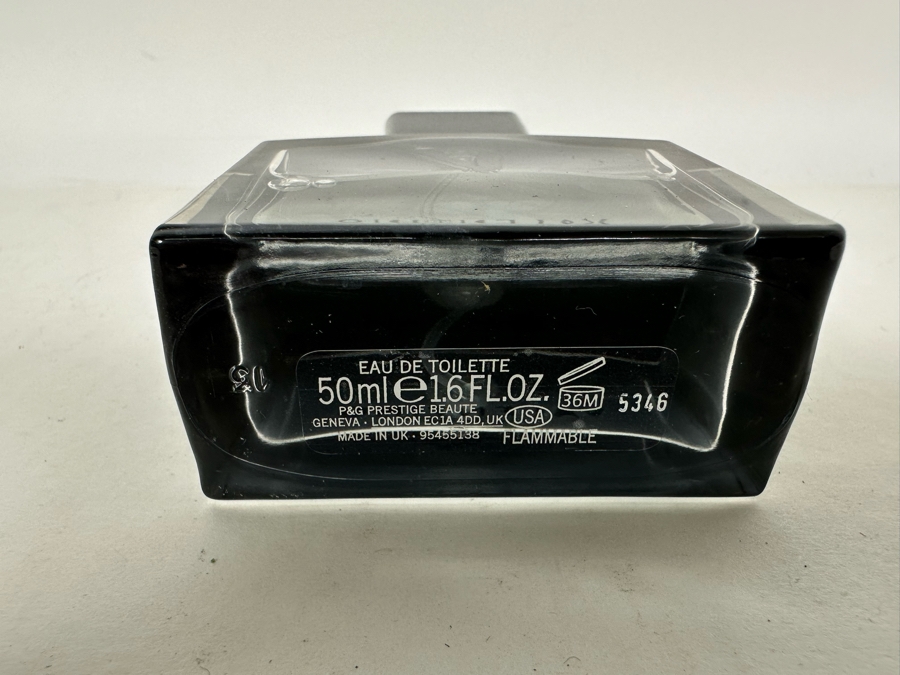 EAU DE TOILETTE
50ml ℮ 1.6 FL.OZ. 36M 5346
P&G PRESTIGE BEAUTE
GENEVA · LONDON EC1A 4DD, UK USA
MADE IN UK · 95455138 FLAMMABLE